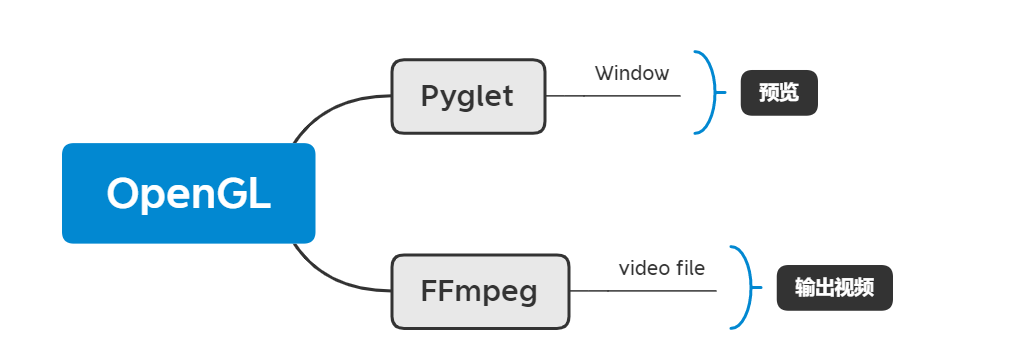 Pyglet
Window
预览
OpenGL
FFmpeg
video file
输出视频